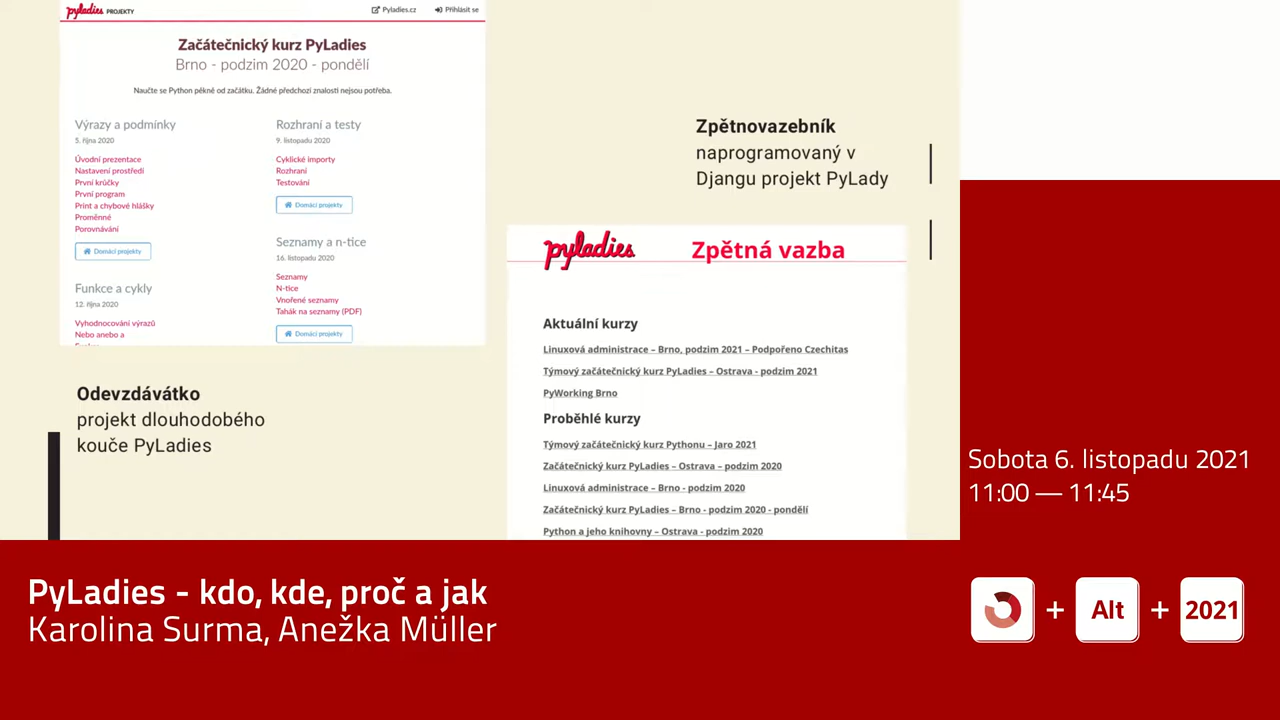 pyladies PROJEKTY
Pyladies.cz
Přihlásit se
Začátečnický kurz PyLadies
Brno - podzim 2020 - pondělí
Naučte se Python pěkně od začátku. Žádné předchozí znalosti nejsou potřeba.
Výrazy a podmínky
5. října 2020
Úvodní prezentace
Nastavení prostředí
První krůčky
První program
Print a chybové hlášky
Proměnné
Porovnávání
Domácí projekty
Funkce a cykly
12. října 2020
Vyhodnocování výrazů
Nebo anebo a
Rozhraní a testy
9. listopadu 2020
Cyklické importy
Rozhraní
Testování
Domácí projekty
Seznamy a n-tice
16. listopadu 2020
Seznamy
N-tice
Vnořené seznamy
Tahák na seznamy (PDF)
Domácí projekty
Odevzdávátko
projekt dlouhodobého
kouče PyLadies
Zpětnovazebník
naprogramovaný v
Djangu projekt PyLady
pyladies
Zpětná vazba
Aktuální kurzy
Linuxová administrace – Brno, podzim 2021 – Podpořeno Czechitas
Týmový začátečnický kurz PyLadies – Ostrava - podzim 2021
PyWorking Brno
Proběhlé kurzy
Týmový začátečnický kurz Pythonu – Jaro 2021
Začátečnický kurz PyLadies – Ostrava – podzim 2020
Linuxová administrace – Brno - podzim 2020
Začátečnický kurz PyLadies – Brno - podzim 2020 - pondělí
Python a jeho knihovny – Ostrava - podzim 2020
Sobota 6. listopadu 2021
11:00 — 11:45
PyLadies - kdo, kde, proč a jak
Karolina Surma, Anežka Müller
+ Alt + 2021